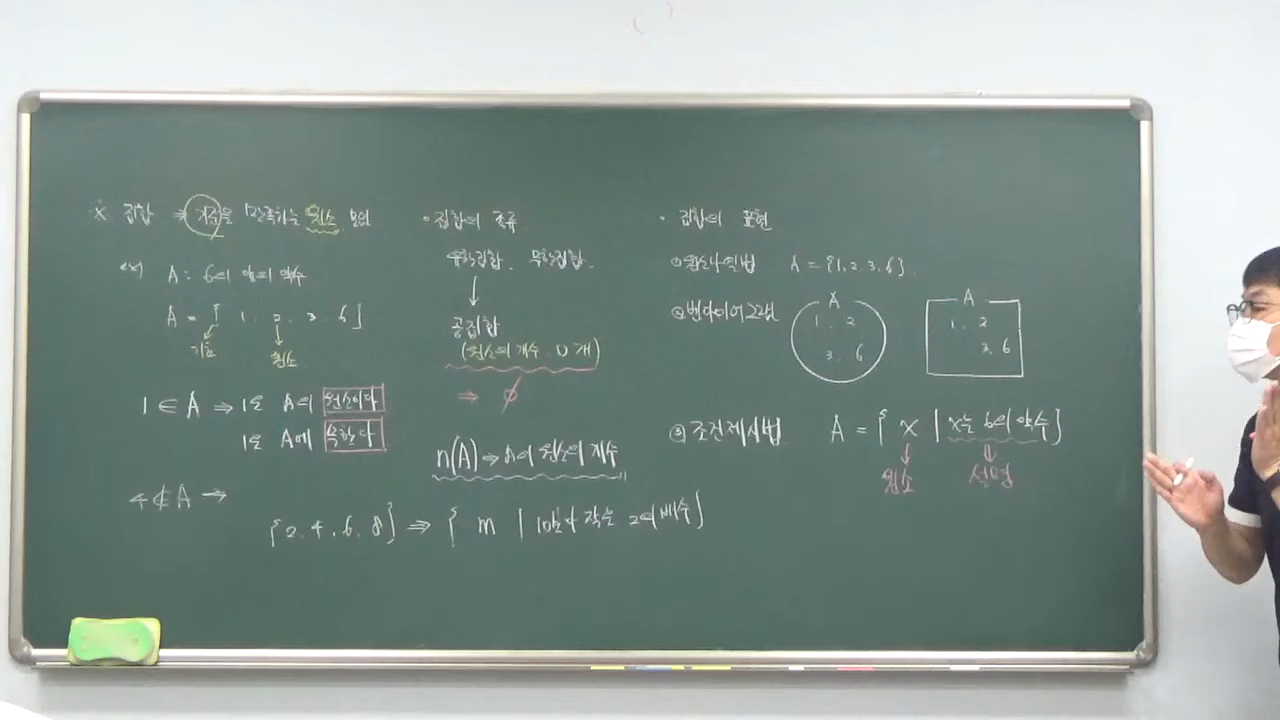 ※ 집합 ⇒ 기준을 만족하는 원소 모임
ex) A : 6의 양의 약수
A = { 1, 2, 3, 6 }
기호 원소
1 ∈ A ⇒ 1은 A의 원소이다
1은 A에 속한다
4 ∉ A ⇒
{2, 4, 6, 8} ⇒ { m | 10보다 작은 2의 배수}
· 집합의 종류
유한집합, 무한집합
공집합
(원소의 개수 0개)
⇒ ∅
n(A) → A의 원소의 개수
· 집합의 표현
① 원소나열법 A = {1, 2, 3, 6}
② 벤다이어그램
A
1, 2
3, 6
A
1, 2
3, 6
③ 조건제시법 A = { x | x는 6의 약수}
원소 설명